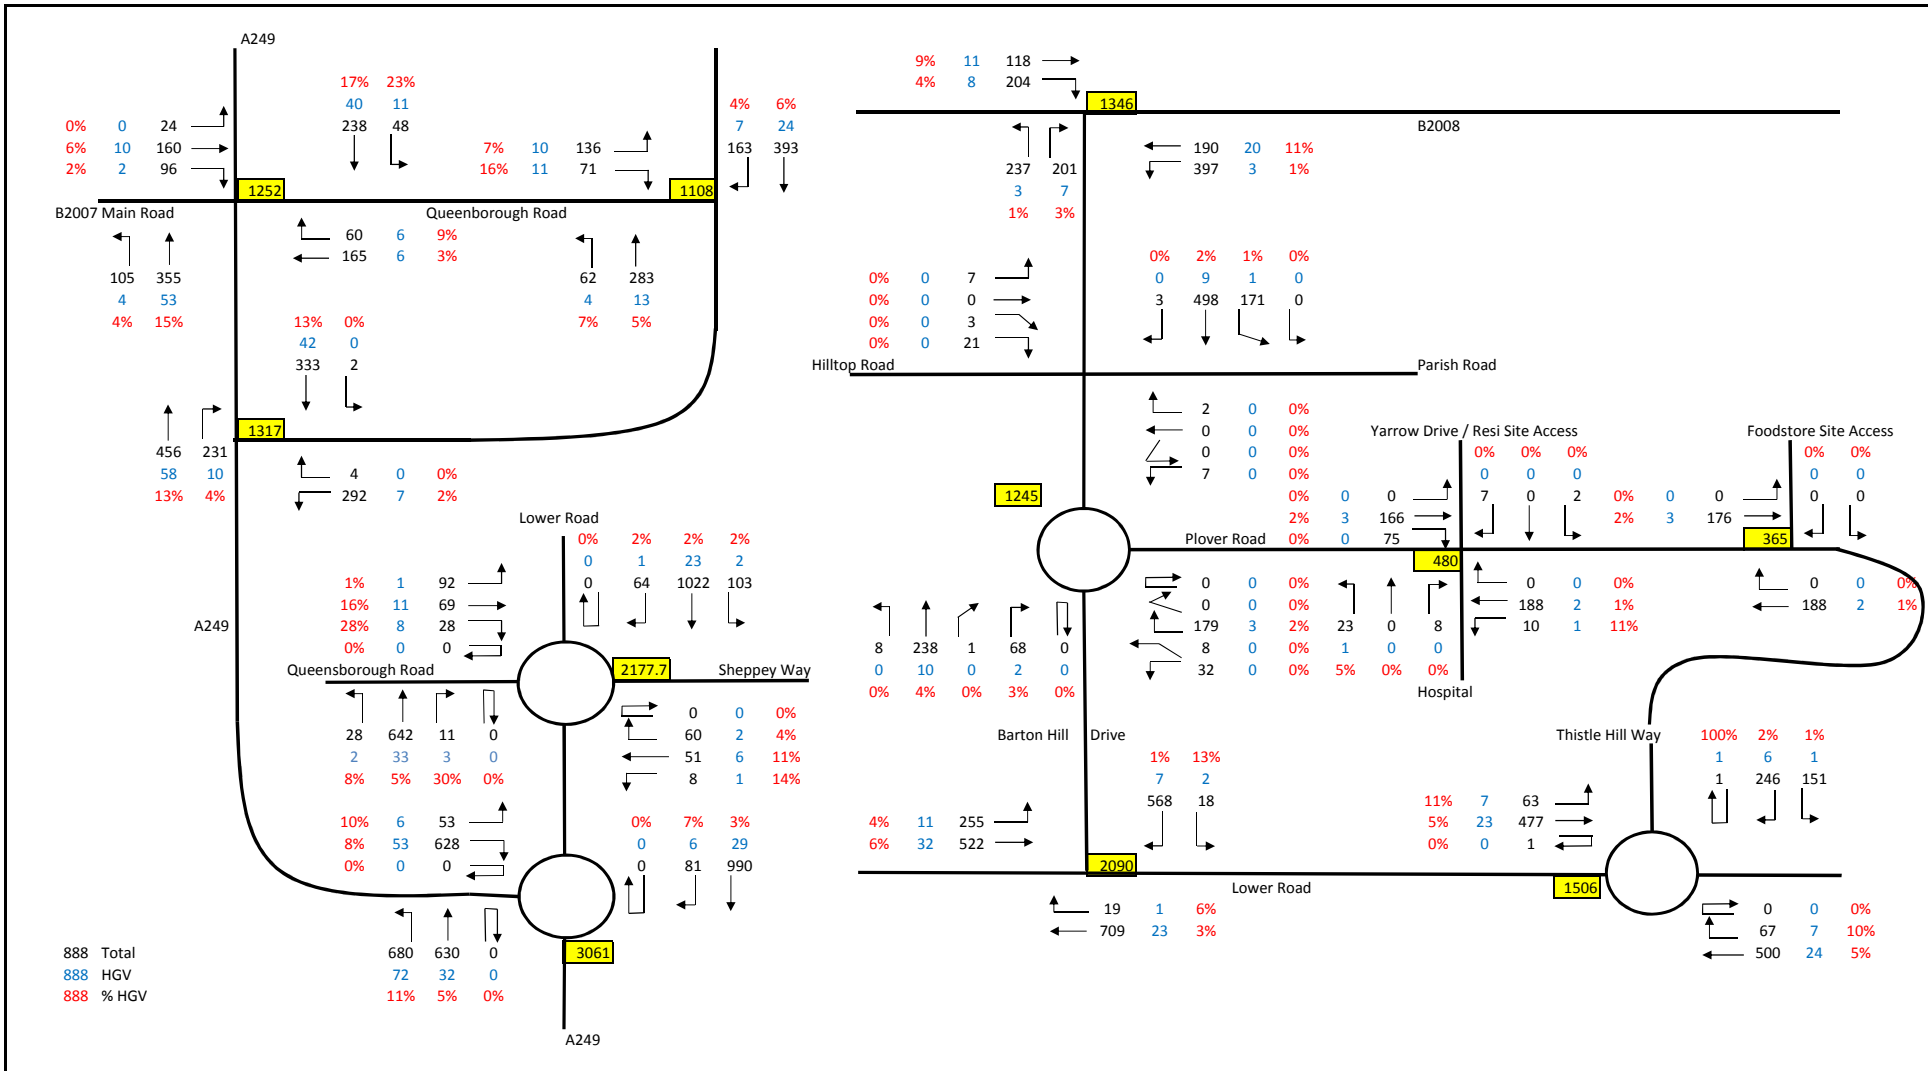 A249
17% 23%
40 11
238 48
0% 0 24
6% 10 160
2% 2 96
1252
B2007 Main Road
7% 10 136
16% 11 71
4% 6%
7 24
163 393
1108
Queenborough Road
60 6 9%
165 6 3%
105 355
4 53
4% 15%
62 283
4 13
7% 5%
13% 0%
42 0
333 2
1317
456 231
58 10
13% 4%
4 0 0%
292 7 2%
A249
Lower Road
0% 2% 2% 2%
0 1 23 2
0 64 1022 103
1% 1 92
16% 11 69
28% 8 28
0% 0 0
Queensborough Road
2177.7
Sheppey Way
28 642 11 0
2 33 3 0
8% 5% 30% 0%
0 0 0%
60 2 4%
51 6 11%
8 1 14%
10% 6 53
8% 53 628
0% 0 0
0% 7% 3%
0 6 29
0 81 990
680 630 0
72 32 0
11% 5% 0%
3061
A249
888 Total
888 HGV
888 % HGV
9% 11 118
4% 8 204
1346
B2008
237 201
3 7
1% 3%
190 20 11%
397 3 1%
0% 0 7
0% 0 0
0% 0 3
0% 0 21
0% 2% 1% 0%
0 9 1 0
3 498 171 0
Hilltop Road
Parish Road
2 0 0%
0 0 0%
0 0 0%
7 0 0%
1245
Yarrow Drive / Resi Site Access
0% 0% 0%
0 0 0
7 0 2
0% 0 0
2% 3 166
0% 0 75
Plover Road
480
Foodstore Site Access
0% 0%
0 0
0 0
0% 0 0
2% 3 176
365
0 0 0%
0 0 0%
179 3 2%
8 0 0%
32 0 0%
23 0 8
1 0 0
5% 0% 0%
0 0 0%
188 2 1%
10 1 11%
Hospital
0 0 0%
188 2 1%
8 238 1 68 0
0 10 0 2 0
0% 4% 0% 3% 0%
Barton Hill Drive
1% 13%
7 2
568 18
4% 11 255
6% 32 522
2090
Lower Road
19 1 6%
709 23 3%
Thistle Hill Way
100% 2% 1%
1 6 1
1 246 151
11% 7 63
5% 23 477
0% 0 1
1506
0 0 0%
67 7 10%
500 24 5%